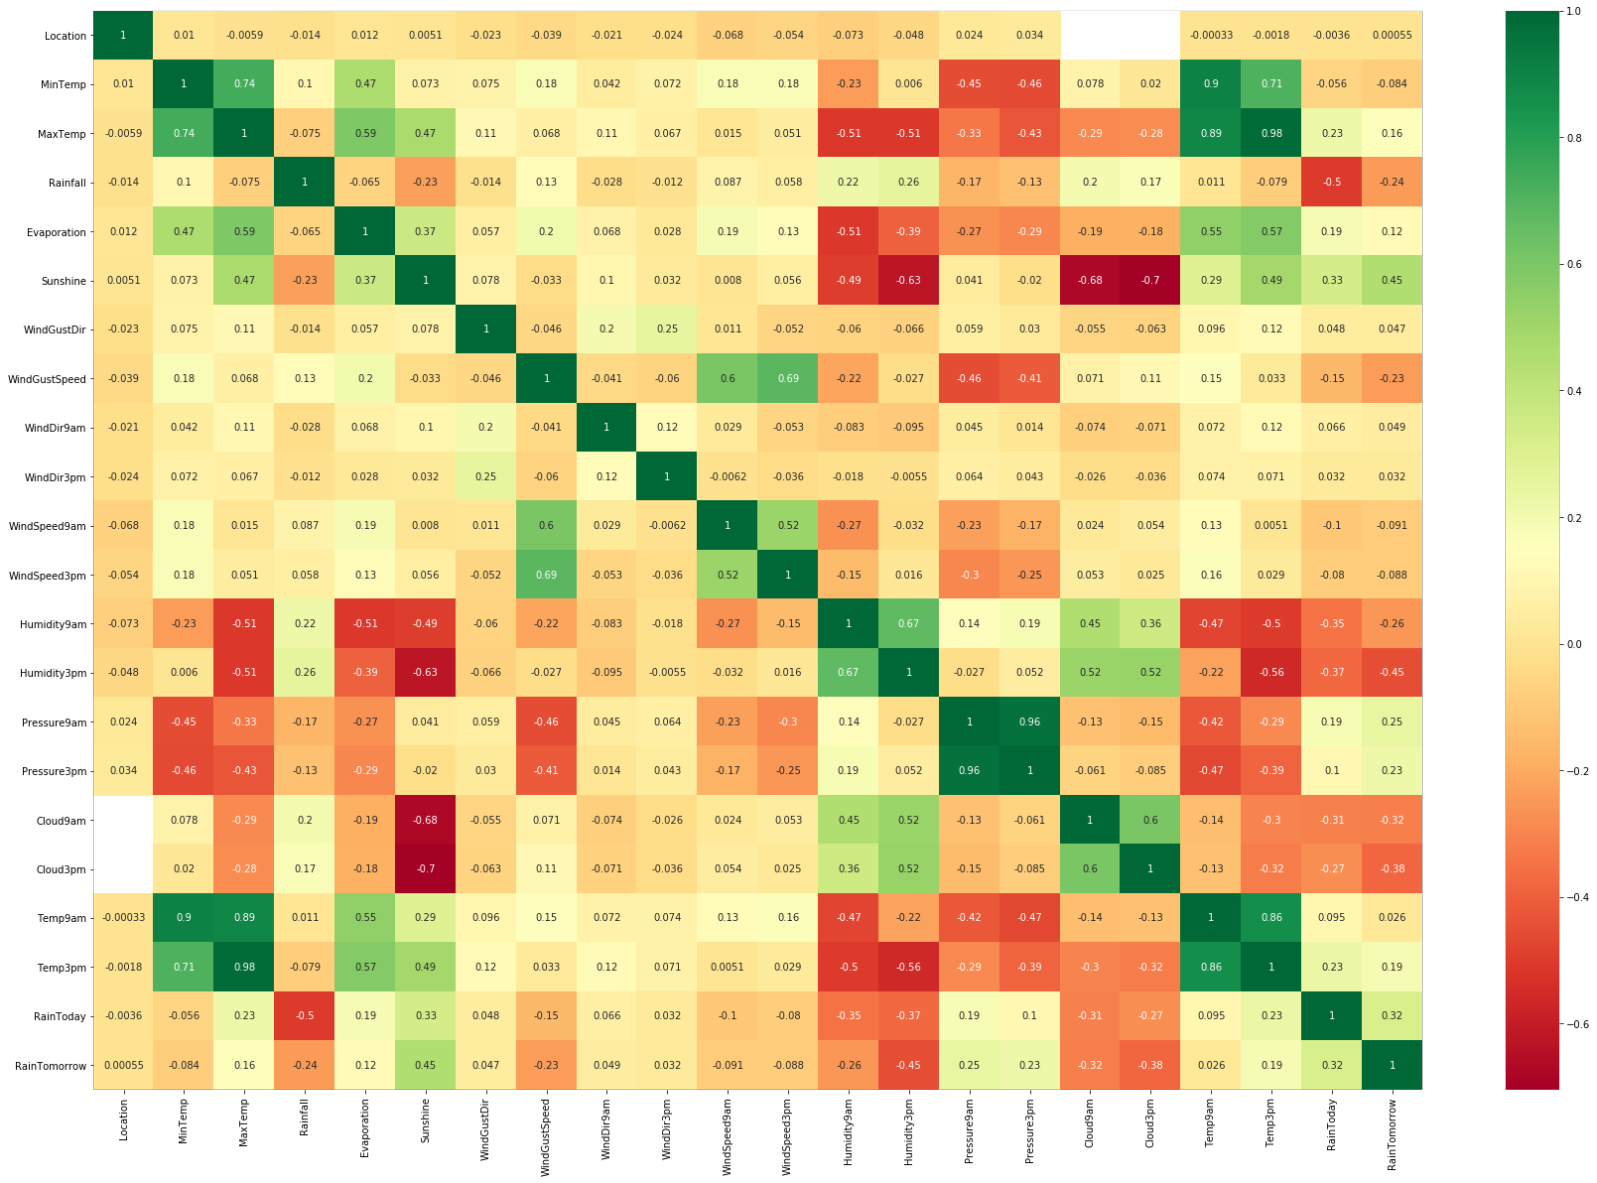 Location 1 0.01 -0.0059 -0.014 0.012 0.0051 -0.023 -0.039 -0.021 -0.024 -0.068 -0.054 -0.073 -0.048 0.024 0.034 -0.00033 -0.0018 -0.0036 0.00055
MinTemp 0.01 1 0.74 0.1 0.47 0.073 0.075 0.18 0.042 0.072 0.18 0.18 -0.23 0.006 -0.45 -0.46 0.078 0.02 0.9 0.71 -0.056 -0.084
MaxTemp -0.0059 0.74 1 -0.075 0.59 0.47 0.11 0.068 0.11 0.067 0.015 0.051 -0.51 -0.51 -0.33 -0.43 -0.29 -0.28 0.89 0.98 0.23 0.16
Rainfall -0.014 0.1 -0.075 1 -0.065 -0.23 -0.014 0.13 -0.028 -0.012 0.087 0.058 0.22 0.26 -0.17 -0.13 0.2 0.17 0.011 -0.079 -0.5 -0.24
Evaporation 0.012 0.47 0.59 -0.065 1 0.37 0.057 0.2 0.068 0.028 0.19 0.13 -0.51 -0.39 -0.27 -0.29 -0.19 -0.18 0.55 0.57 0.19 0.12
Sunshine 0.0051 0.073 0.47 -0.23 0.37 1 0.078 -0.033 0.1 0.032 0.008 0.056 -0.49 -0.63 0.041 -0.02 -0.68 -0.7 0.29 0.49 0.33 0.45
WindGustDir -0.023 0.075 0.11 -0.014 0.057 0.078 1 -0.046 0.2 0.25 0.011 -0.052 -0.06 -0.066 0.059 0.03 -0.055 -0.063 0.096 0.12 0.048 0.047
WindGustSpeed -0.039 0.18 0.068 0.13 0.2 -0.033 -0.046 1 -0.041 -0.06 0.6 0.69 -0.22 -0.027 -0.46 -0.41 0.071 0.11 0.15 0.033 -0.15 -0.23
WindDir9am -0.021 0.042 0.11 -0.028 0.068 0.1 0.2 -0.041 1 0.12 0.029 -0.053 -0.083 -0.095 0.045 0.014 -0.074 -0.071 0.072 0.12 0.066 0.049
WindDir3pm -0.024 0.072 0.067 -0.012 0.028 0.032 0.25 -0.06 0.12 1 -0.0062 -0.036 -0.018 -0.0055 0.064 0.043 -0.026 -0.036 0.074 0.071 0.032 0.032
WindSpeed9am -0.068 0.18 0.015 0.087 0.19 0.008 0.011 0.6 0.029 -0.0062 1 0.52 -0.27 -0.032 -0.23 -0.17 0.024 0.054 0.13 0.0051 -0.1 -0.091
WindSpeed3pm -0.054 0.18 0.051 0.058 0.13 0.056 -0.052 0.69 -0.053 -0.036 0.52 1 -0.15 0.016 -0.3 -0.25 0.053 0.025 0.16 0.029 -0.08 -0.088
Humidity9am -0.073 -0.23 -0.51 0.22 -0.51 -0.49 -0.06 -0.22 -0.083 -0.018 -0.27 -0.15 1 0.67 0.14 0.19 0.45 0.36 -0.47 -0.5 -0.35 -0.26
Humidity3pm -0.048 0.006 -0.51 0.26 -0.39 -0.63 -0.066 -0.027 -0.095 -0.0055 -0.032 0.016 0.67 1 -0.027 0.052 0.52 0.52 -0.22 -0.56 -0.37 -0.45
Pressure9am 0.024 -0.45 -0.33 -0.17 -0.27 0.041 0.059 -0.46 0.045 0.064 -0.23 -0.3 0.14 -0.027 1 0.96 -0.13 -0.15 -0.42 -0.29 0.19 0.25
Pressure3pm 0.034 -0.46 -0.43 -0.13 -0.29 -0.02 0.03 -0.41 0.014 0.043 -0.17 -0.25 0.19 0.052 0.96 1 -0.061 -0.085 -0.47 -0.39 0.1 0.23
Cloud9am 0.078 -0.29 0.2 -0.19 -0.68 -0.055 0.071 -0.074 -0.026 0.024 0.053 0.45 0.52 -0.13 -0.061 1 0.6 -0.14 -0.3 -0.31 -0.32
Cloud3pm 0.02 -0.28 0.17 -0.18 -0.7 -0.063 0.11 -0.071 -0.036 0.054 0.025 0.36 0.52 -0.15 -0.085 0.6 1 -0.13 -0.32 -0.27 -0.38
Temp9am -0.00033 0.9 0.89 0.011 0.55 0.29 0.096 0.15 0.072 0.074 0.13 0.16 -0.47 -0.22 -0.42 -0.47 -0.14 -0.13 1 0.86 0.095 0.026
Temp3pm -0.0018 0.71 0.98 -0.079 0.57 0.49 0.12 0.033 0.12 0.071 0.0051 0.029 -0.5 -0.56 -0.29 -0.39 -0.3 -0.32 0.86 1 0.23 0.19
RainToday -0.0036 -0.056 0.23 -0.5 0.19 0.33 0.048 -0.15 0.066 0.032 -0.1 -0.08 -0.35 -0.37 0.19 0.1 -0.31 -0.27 0.095 0.23 1 0.32
RainTomorrow 0.00055 -0.084 0.16 -0.24 0.12 0.45 0.047 -0.23 0.049 0.032 -0.091 -0.088 -0.26 -0.45 0.25 0.23 -0.32 -0.38 0.026 0.19 0.32 1
Location MinTemp MaxTemp Rainfall Evaporation Sunshine WindGustDir WindGustSpeed WindDir9am WindDir3pm WindSpeed9am WindSpeed3pm Humidity9am Humidity3pm Pressure9am Pressure3pm Cloud9am Cloud3pm Temp9am Temp3pm RainToday RainTomorrow
1.0
0.8
0.6
0.4
0.2
0.0
−0.2
−0.4
−0.6